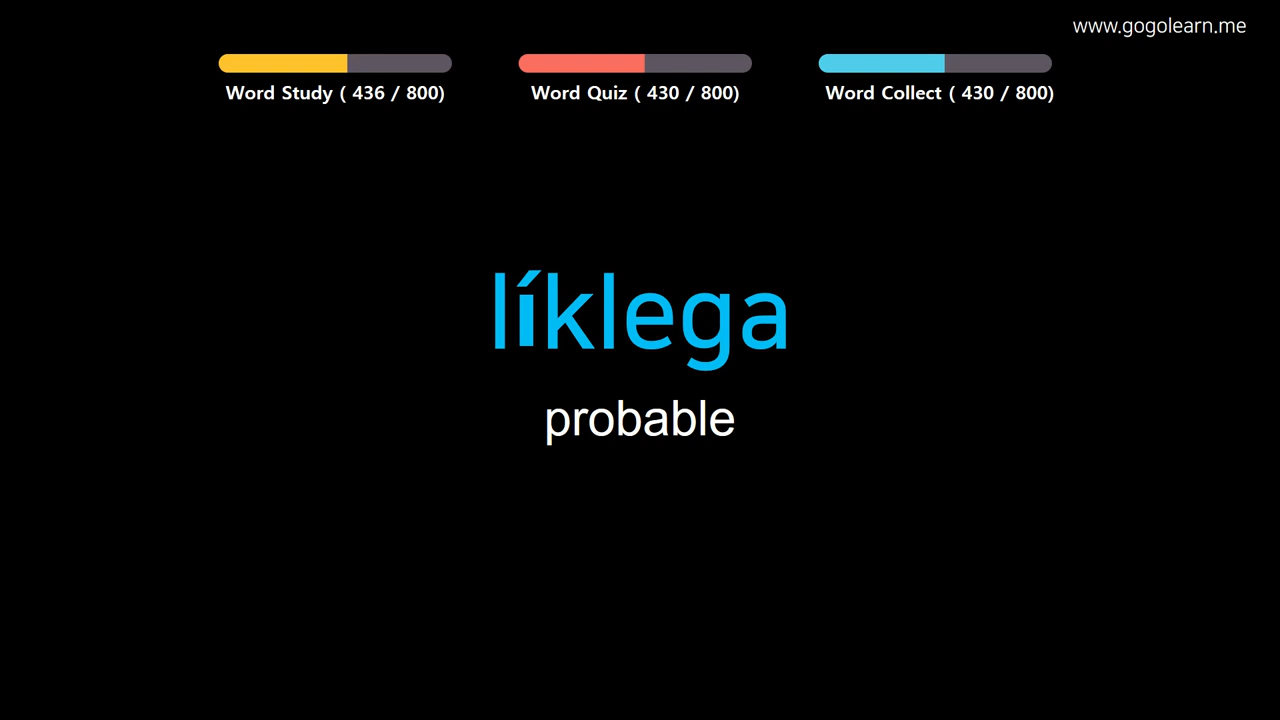 www.gogolearn.me
Word Study ( 436 / 800)
Word Quiz ( 430 / 800)
Word Collect ( 430 / 800)
líklega
probable